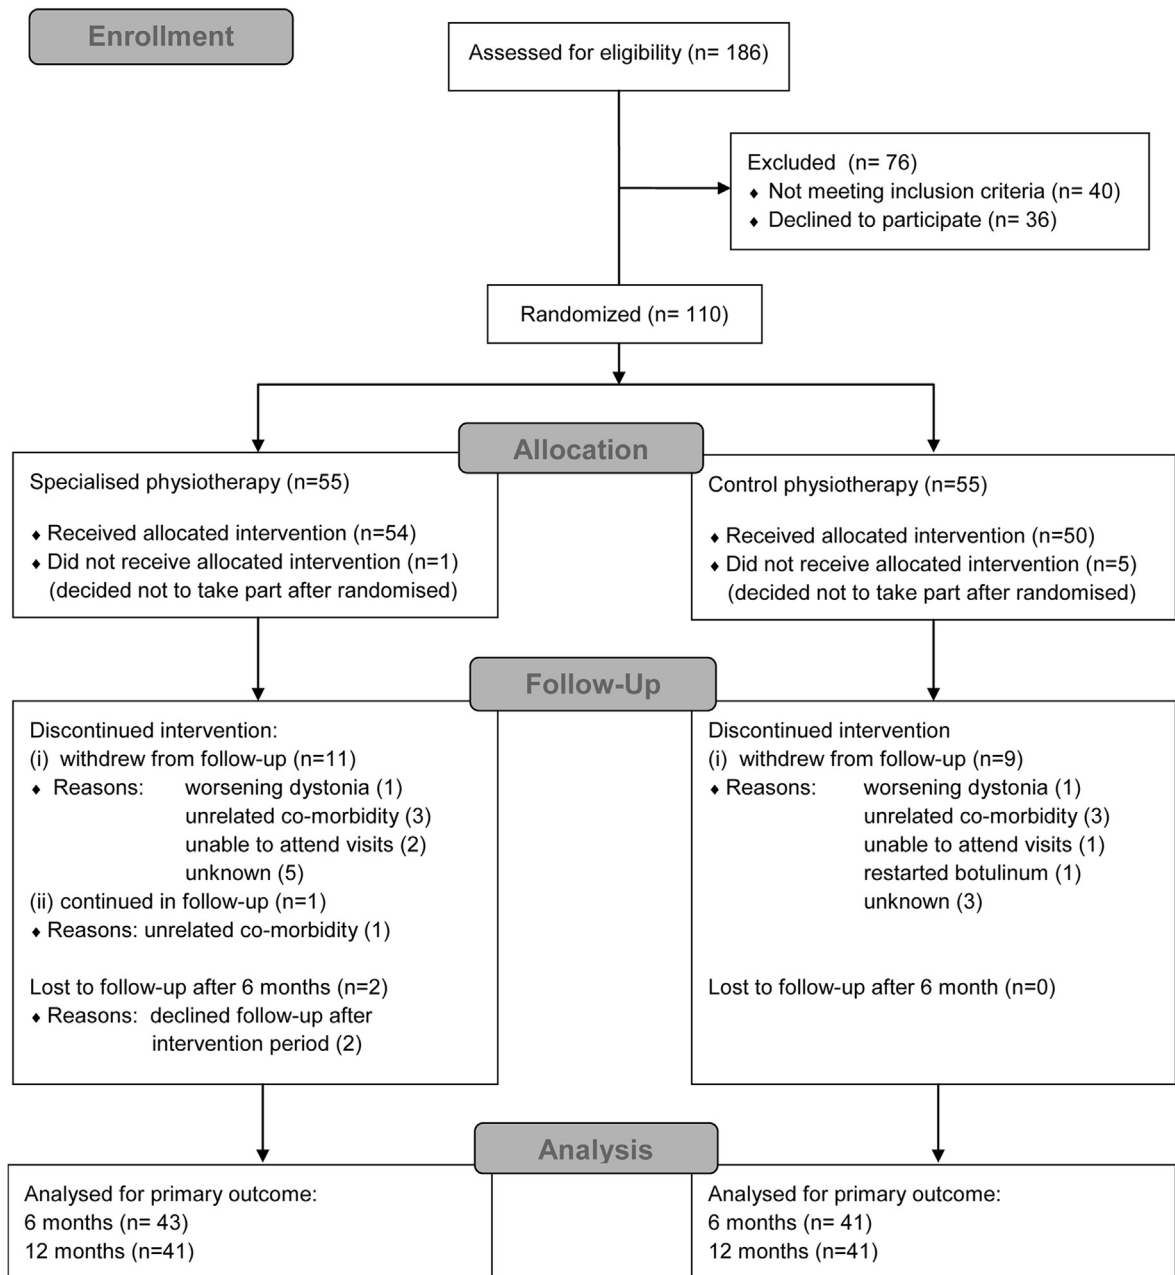 Enrollment
Assessed for eligibility (n= 186)
Excluded (n= 76)
♦ Not meeting inclusion criteria (n= 40)
♦ Declined to participate (n= 36)
Randomized (n= 110)
Allocation
Specialised physiotherapy (n=55)
♦ Received allocated intervention (n=54)
♦ Did not receive allocated intervention (n=1)
(decided not to take part after randomised)
Control physiotherapy (n=55)
♦ Received allocated intervention (n=50)
♦ Did not receive allocated intervention (n=5)
(decided not to take part after randomised)
Follow-Up
Discontinued intervention:
(i) withdrew from follow-up (n=11)
♦ Reasons: worsening dystonia (1)
unrelated co-morbidity (3)
unable to attend visits (2)
unknown (5)
(ii) continued in follow-up (n=1)
♦ Reasons: unrelated co-morbidity (1)
Lost to follow-up after 6 months (n=2)
♦ Reasons: declined follow-up after
intervention period (2)
Discontinued intervention
(i) withdrew from follow-up (n=9)
♦ Reasons: worsening dystonia (1)
unrelated co-morbidity (3)
unable to attend visits (1)
restarted botulinum (1)
unknown (3)
Lost to follow-up after 6 month (n=0)
Analysis
Analysed for primary outcome:
6 months (n= 43)
12 months (n=41)
Analysed for primary outcome:
6 months (n= 41)
12 months (n=41)